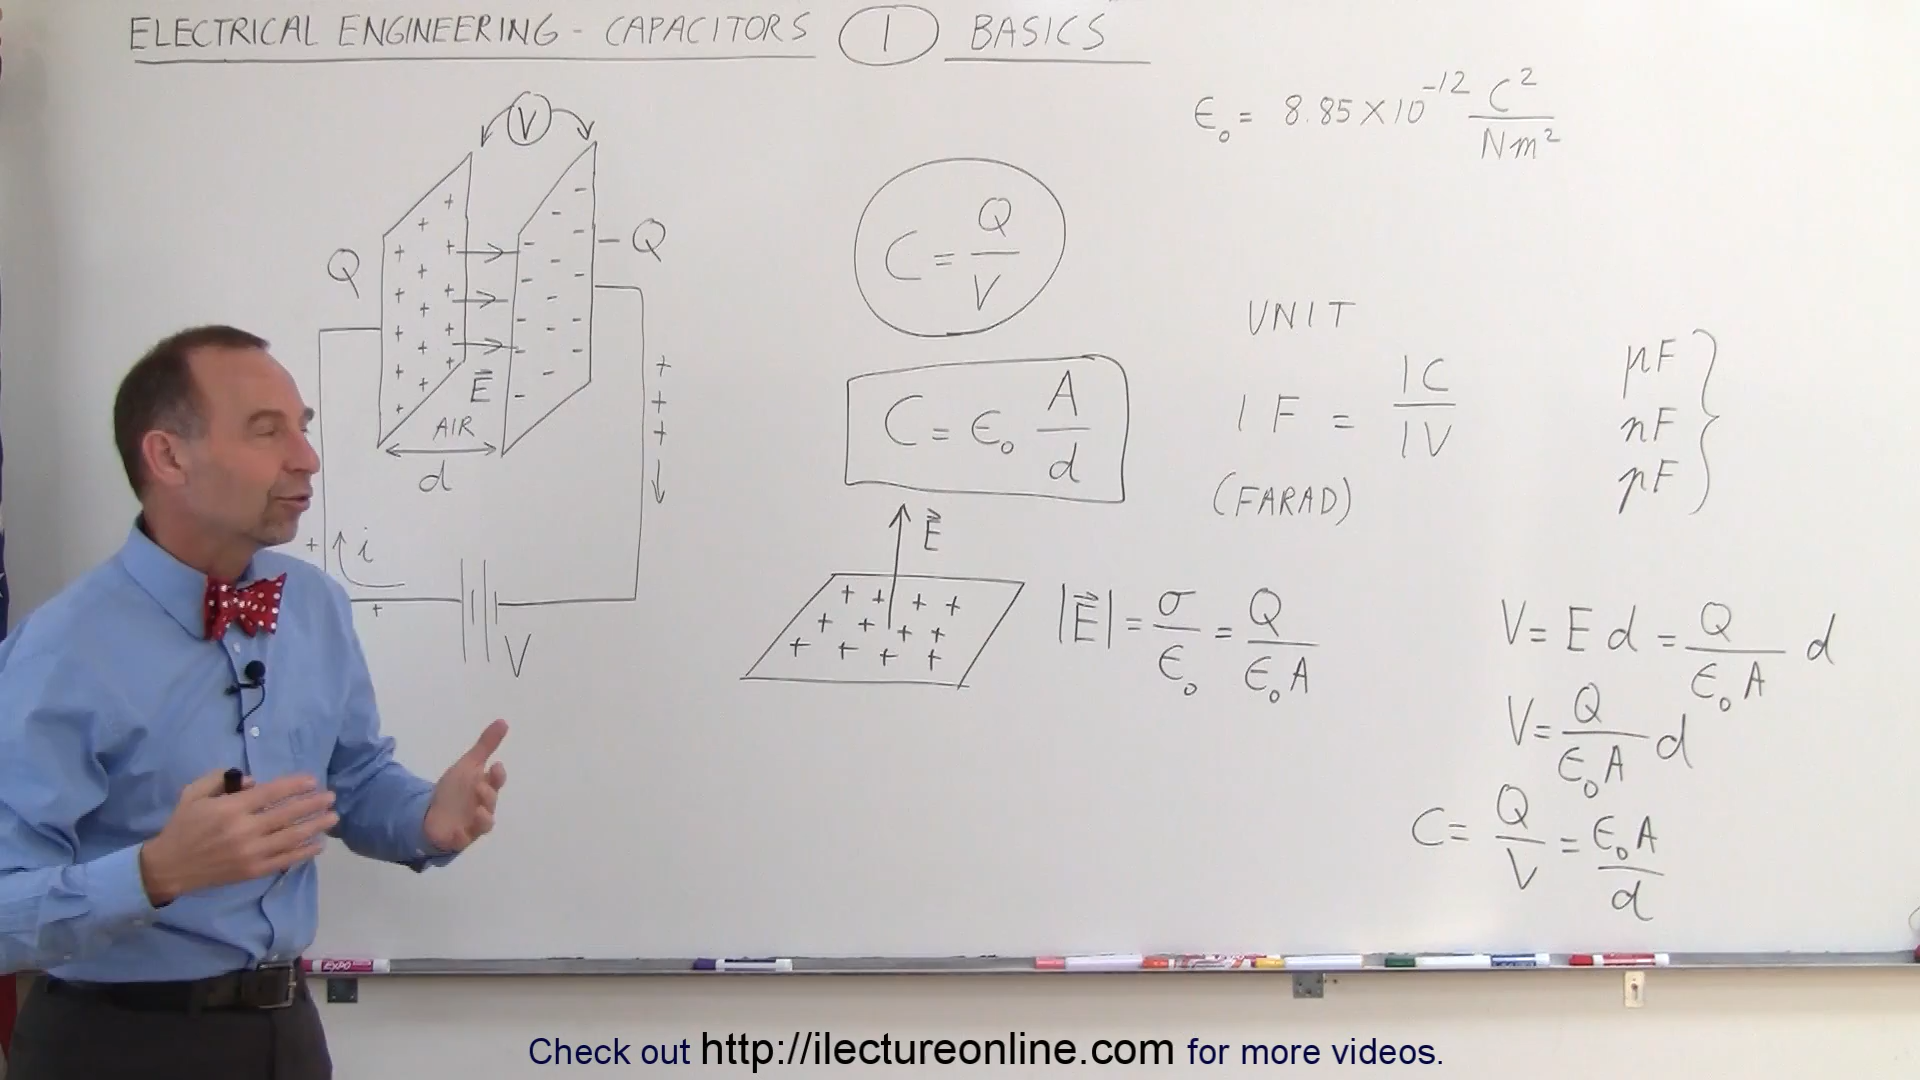 ELECTRICAL ENGINEERING - CAPACITORS 1 BASICS
ϵ₀ = 8.85 X 10⁻¹² C² / Nm²
V
+ + + + + + + + + + + + + + + +
- - - - - - - - - - - - - - - -
Q
- Q
E⃗
AIR
d
+ + +
+ i
+
V
C = Q / V
C = ϵ₀ A / d
UNIT
1 F = 1C / 1V
(FARAD)
μF
nF
pF
E⃗
+ + + +
+ + + +
+ + + +
|E⃗| = σ / ϵ₀ = Q / ϵ₀A
V = E d = Q / ϵ₀A d
V = Q / ϵ₀A d
C = Q / V = ϵ₀A / d
EXPO
Check out http://ilectureonline.com for more videos.